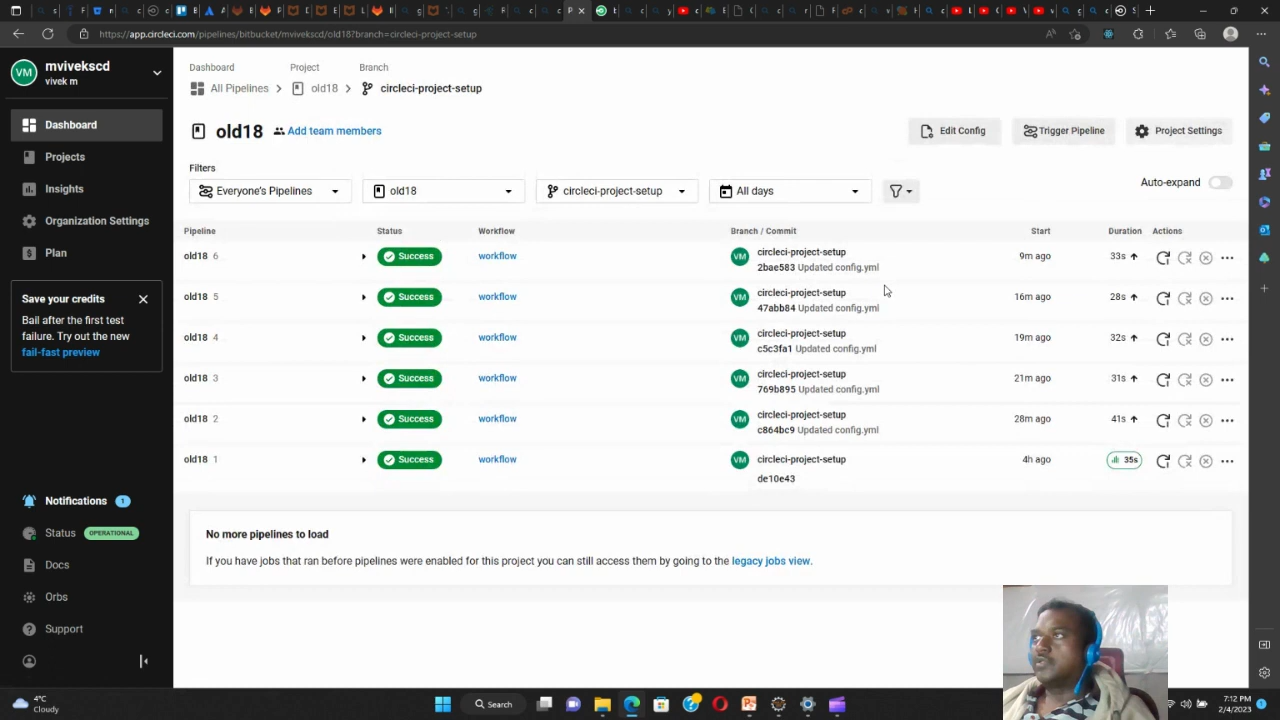 https://app.circleci.com/pipelines/bitbucket/mvivekscd/old18?branch=circleci-project-setup
VM
mvivekscd
vivek m
Dashboard
Projects
Insights
Organization Settings
Plan
Save your credits
Bail after the first test
failure. Try out the new
fail-fast preview
Notifications 1
Status OPERATIONAL
Docs
Orbs
Support
Dashboard Project Branch
All Pipelines old18 circleci-project-setup
old18 Add team members
Edit Config Trigger Pipeline Project Settings
Filters
Everyone's Pipelines old18 circleci-project-setup All days
Auto-expand
Pipeline Status Workflow Branch / Commit Start Duration Actions
old18 6 Success workflow VM circleci-project-setup 9m ago 33s
2bae583 Updated config.yml
old18 5 Success workflow VM circleci-project-setup 16m ago 28s
47abb84 Updated config.yml
old18 4 Success workflow VM circleci-project-setup 19m ago 32s
c5c3fa1 Updated config.yml
old18 3 Success workflow VM circleci-project-setup 21m ago 31s
769b895 Updated config.yml
old18 2 Success workflow VM circleci-project-setup 28m ago 41s
c864bc9 Updated config.yml
old18 1 Success workflow VM circleci-project-setup 4h ago 35s
de10e43
No more pipelines to load
If you have jobs that ran before pipelines were enabled for this project you can still access them by going to the legacy jobs view.
4°C
Cloudy
Search
7:12 PM
2/4/2023